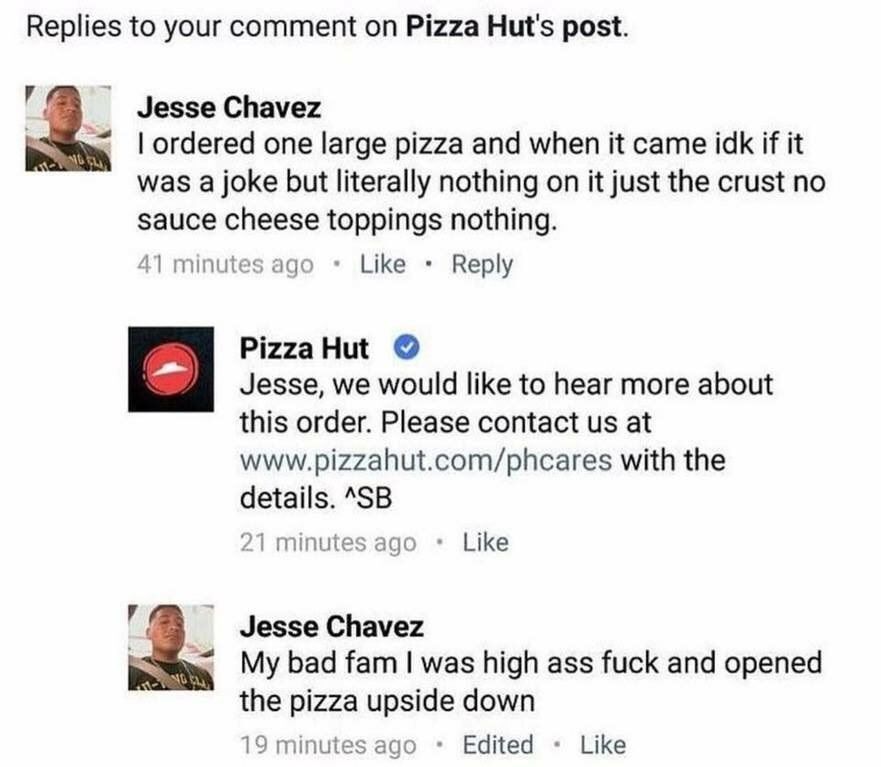 Replies to your comment on Pizza Hut's post.
Jesse Chavez
I ordered one large pizza and when it came idk if it
was a joke but literally nothing on it just the crust no
sauce cheese toppings nothing.
41 minutes ago • Like • Reply
Pizza Hut
Jesse, we would like to hear more about
this order. Please contact us at
www.pizzahut.com/phcares with the
details. ^SB
21 minutes ago • Like
Jesse Chavez
My bad fam I was high ass fuck and opened
the pizza upside down
19 minutes ago • Edited • Like